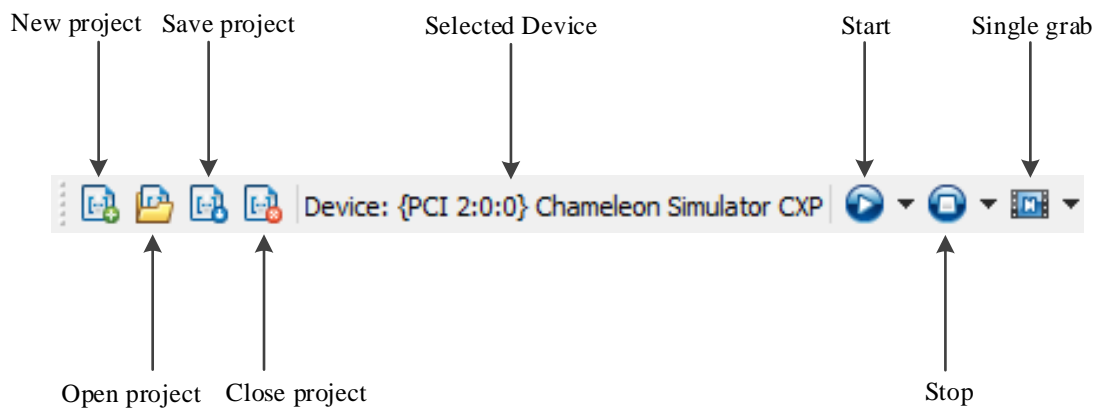 New project Save project Selected Device Start Single grab
Device: {PCI 2:0:0} Chameleon Simulator CXP
Open project Close project Stop